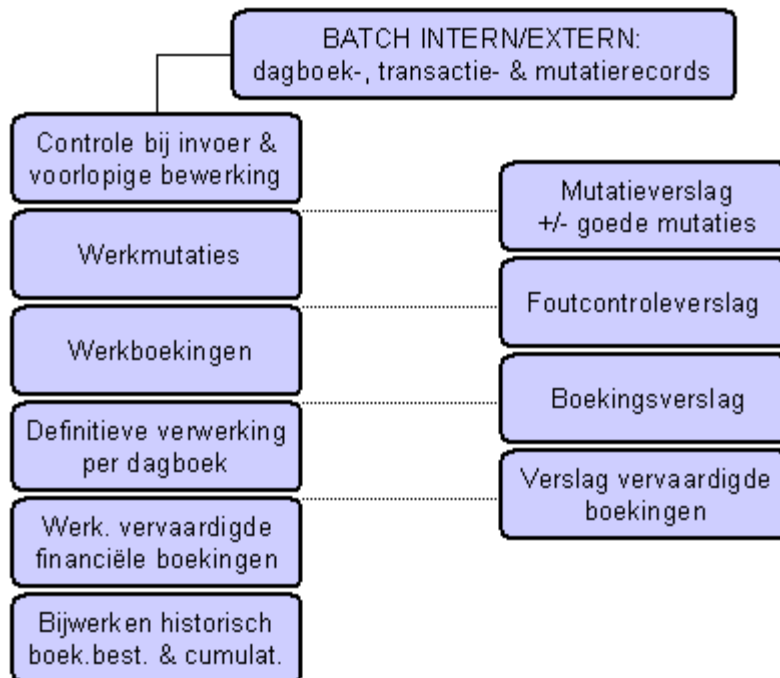 BATCH INTERN/EXTERN:
dagboek-, transactie- & mutatierecords
Controle bij invoer &
voorlopige bewerking
Mutatieverslag
+/- goede mutaties
Werkmutaties
Foutcontroleverslag
Werkboekingen
Boekingsverslag
Definitieve verwerking
per dagboek
Verslag vervaardigde
boekingen
Werk. vervaardigde
financiële boekingen
Bijwerken historisch
boek.best. & cumulat.